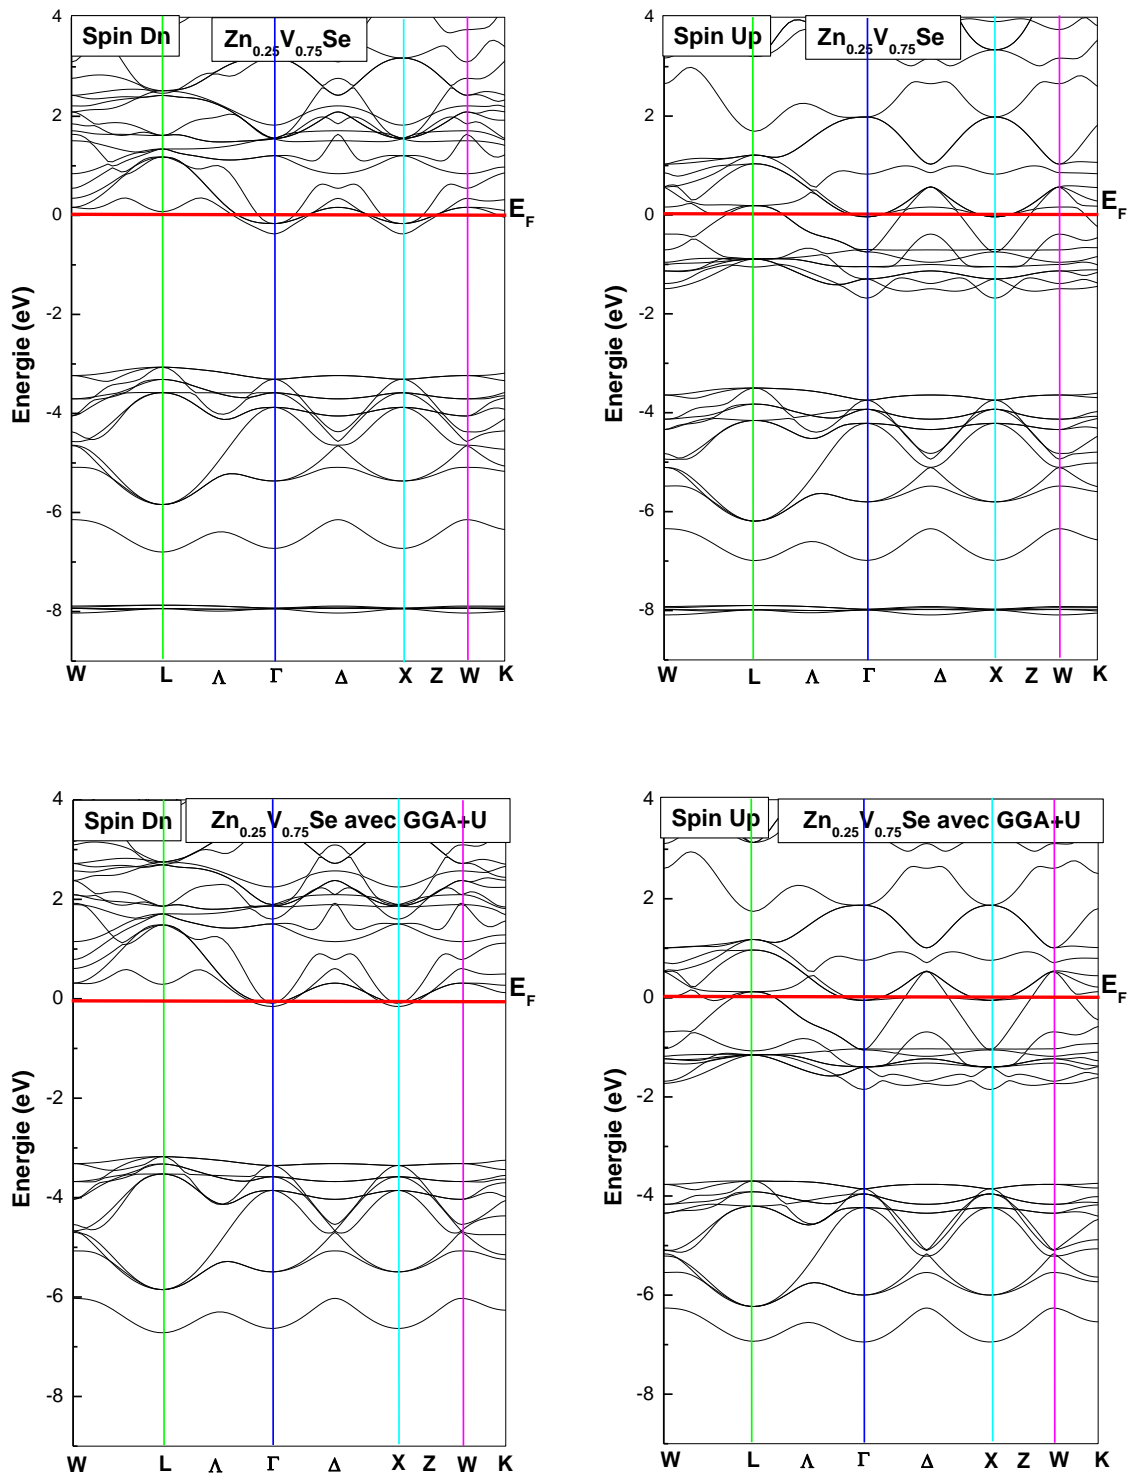 Spin Dn
Zn0.25V0.75Se
4
2
0
-2
-4
-6
-8
Energie (eV)
EF
W L Λ Γ Δ X Z W K
Spin Up
Zn0.25V0.75Se
4
2
0
-2
-4
-6
-8
Energie (eV)
EF
W L Λ Γ Δ X Z W K
Spin Dn
Zn0.25V0.75Se avec GGA+U
4
2
0
-2
-4
-6
-8
Energie (eV)
EF
W L Λ Γ Δ X Z W K
Spin Up
Zn0.25V0.75Se avec GGA+U
4
2
0
-2
-4
-6
-8
Energie (eV)
EF
W L Λ Γ Δ X Z W K